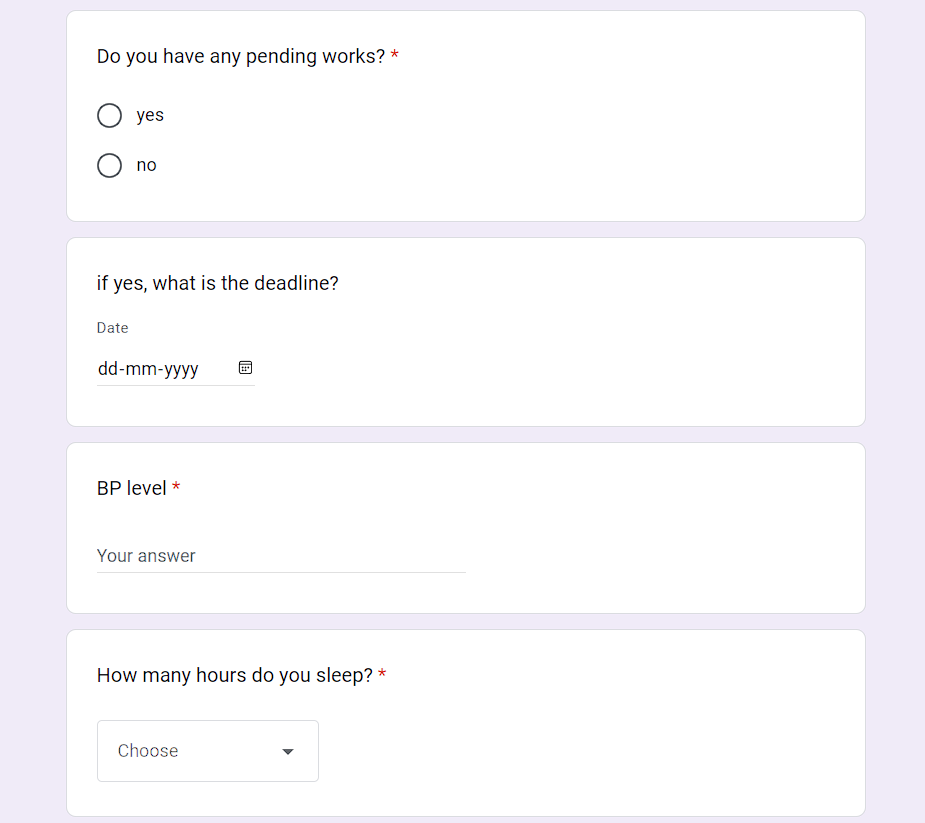 Do you have any pending works? *
yes
no
if yes, what is the deadline?
Date
dd-mm-yyyy
BP level *
Your answer
How many hours do you sleep? *
Choose